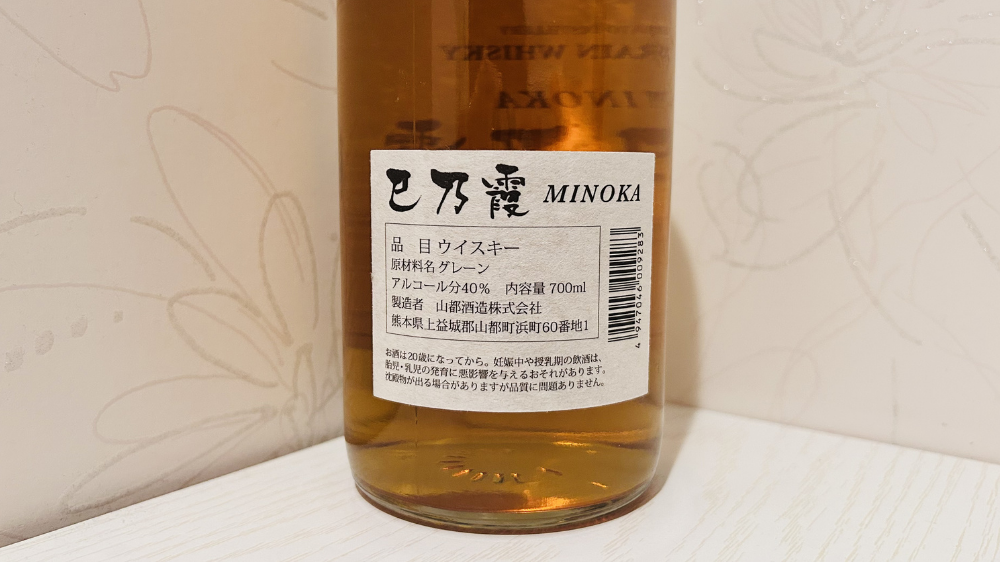 GRAIN WHISKY
MINOKA
巳乃霞 MINOKA
品 目 ウイスキー
原材料名 グレーン
アルコール分40% 内容量 700ml
製造者 山都酒造株式会社
熊本県上益城郡山都町浜町60番地1
4 947046 009283
お酒は20歳になってから。妊娠中や授乳期の飲酒は、
胎児・乳児の発育に悪影響を与えるおそれがあります。
沈殿物が出る場合がありますが品質に問題ありません。